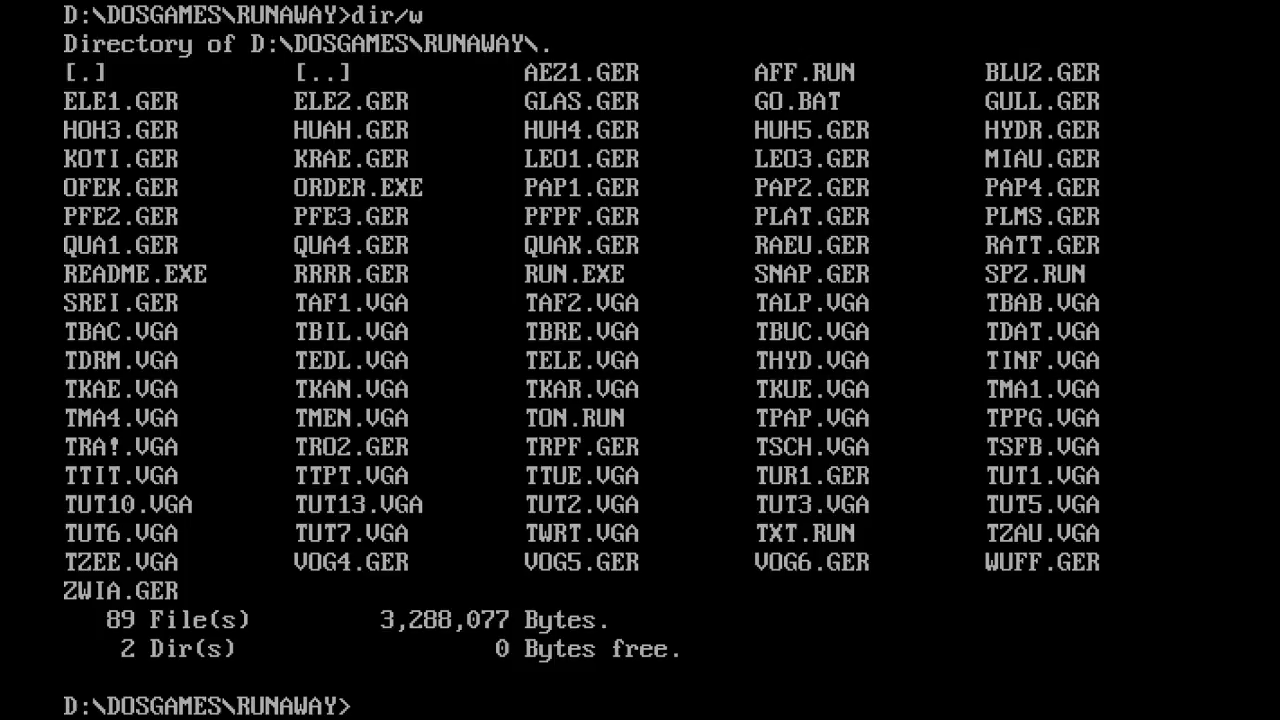 D:\DOSGAMES\RUNAWAY>dir/w
Directory of D:\DOSGAMES\RUNAWAY\.
[.] [..] AEZ1.GER AFF.RUN BLU2.GER
ELE1.GER ELE2.GER GLAS.GER GO.BAT GULL.GER
HOH3.GER HUAH.GER HUH4.GER HUH5.GER HYDR.GER
KOTI.GER KRAE.GER LEO1.GER LEO3.GER MIAU.GER
OFEK.GER ORDER.EXE PAP1.GER PAP2.GER PAP4.GER
PFE2.GER PFE3.GER PFPF.GER PLAT.GER PLMS.GER
QUA1.GER QUA4.GER QUAK.GER RAEU.GER RATT.GER
README.EXE RRRR.GER RUN.EXE SNAP.GER SPZ.RUN
SREI.GER TAF1.VGA TAF2.VGA TALP.VGA TBAB.VGA
TBAC.VGA TBIL.VGA TBRE.VGA TBUC.VGA TDAT.VGA
TDRM.VGA TEDL.VGA TELE.VGA THYD.VGA TINF.VGA
TKAE.VGA TKAN.VGA TKAR.VGA TKUE.VGA TMA1.VGA
TMA4.VGA TMEN.VGA TON.RUN TPAP.VGA TPPG.VGA
TRA!.VGA TRO2.GER TRPF.GER TSCH.VGA TSFB.VGA
TTIT.VGA TTPT.VGA TTUE.VGA TUR1.GER TUT1.VGA
TUT10.VGA TUT13.VGA TUT2.VGA TUT3.VGA TUT5.VGA
TUT6.VGA TUT7.VGA TWRT.VGA TXT.RUN TZAU.VGA
TZEE.VGA VOG4.GER VOG5.GER VOG6.GER WUFF.GER
ZWIA.GER
89 File(s) 3,288,077 Bytes.
2 Dir(s) 0 Bytes free.
D:\DOSGAMES\RUNAWAY>